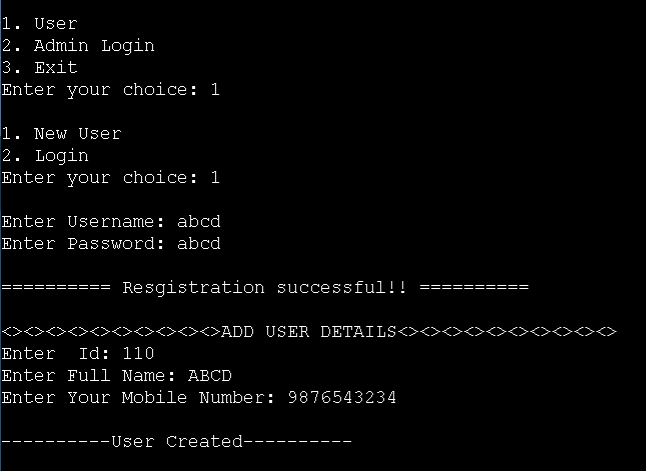 1. User
2. Admin Login
3. Exit
Enter your choice: 1
1. New User
2. Login
Enter your choice: 1
Enter Username: abcd
Enter Password: abcd
========== Resgistration successful!! ==========
<><><><><><><><><><>ADD USER DETAILS<><><><><><><><><><>
Enter  Id: 110
Enter Full Name: ABCD
Enter Your Mobile Number: 9876543234
----------User Created----------